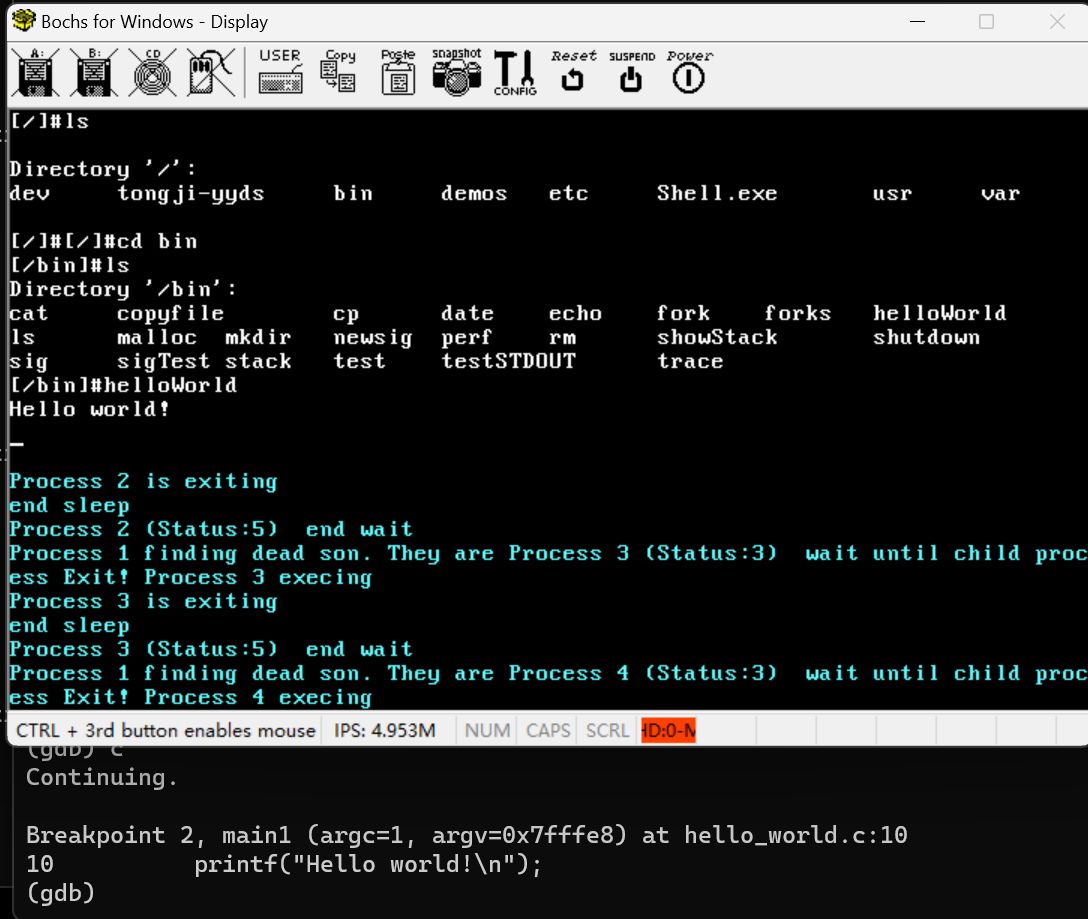 Bochs for Windows - Display
A: B: CD USER Copy Paste snapshot CONFIG Reset SUSPEND Power
[/]#ls
Directory '/':
dev tongji-yyds bin demos etc Shell.exe usr var
[/]#[/]#cd bin
[/bin]#ls
Directory '/bin':
cat copyfile cp date echo fork forks helloWorld
ls malloc mkdir newsig perf rm showStack shutdown
sig sigTest stack test testSTDOUT trace
[/bin]#helloWorld
Hello world!
Process 2 is exiting
end sleep
Process 2 (Status:5) end wait
Process 1 finding dead son. They are Process 3 (Status:3) wait until child proc
ess Exit! Process 3 execing
Process 3 is exiting
end sleep
Process 3 (Status:5) end wait
Process 1 finding dead son. They are Process 4 (Status:3) wait until child proc
ess Exit! Process 4 execing
CTRL + 3rd button enables mouse IPS: 4.953M NUM CAPS SCRL HD:0-M
(gdb) c
Continuing.
Breakpoint 2, main1 (argc=1, argv=0x7fffe8) at hello_world.c:10
10 printf("Hello world!\n");
(gdb)